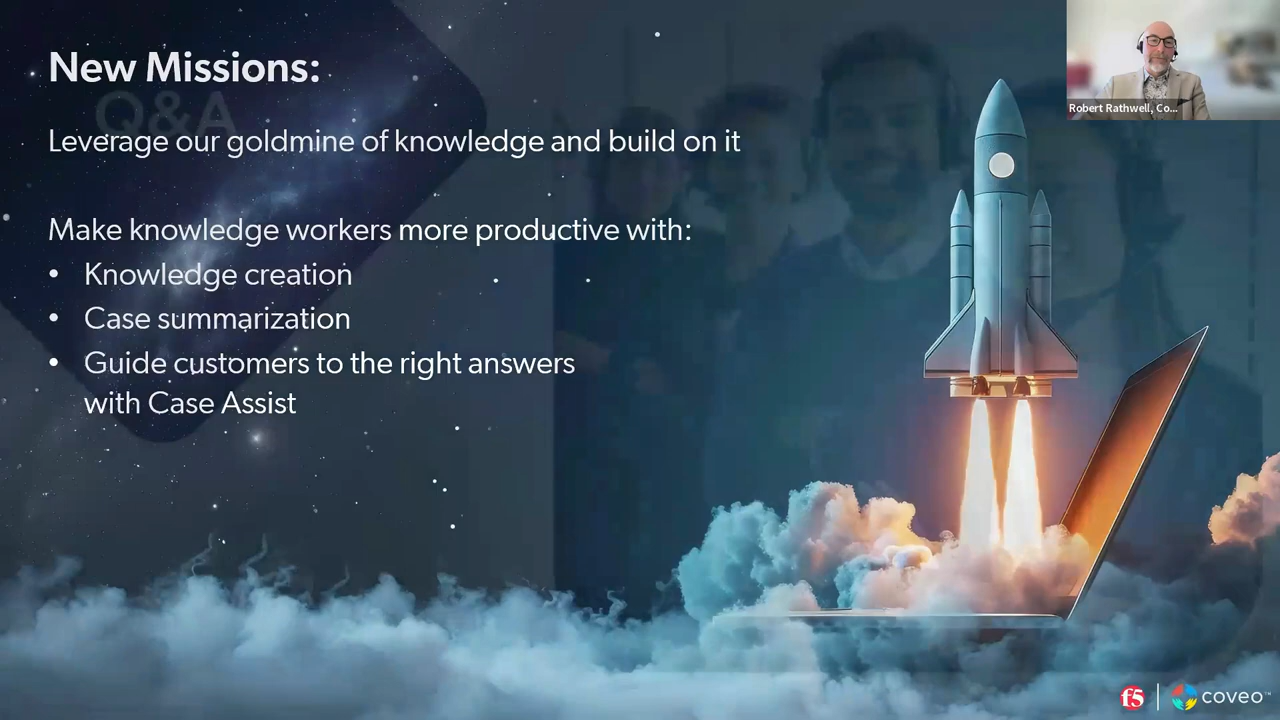 New Missions:
Q&A
Leverage our goldmine of knowledge and build on it
Make knowledge workers more productive with:
• Knowledge creation
• Case summarization
• Guide customers to the right answers
with Case Assist
Robert Rathwell, Co...
f5 | coveo™